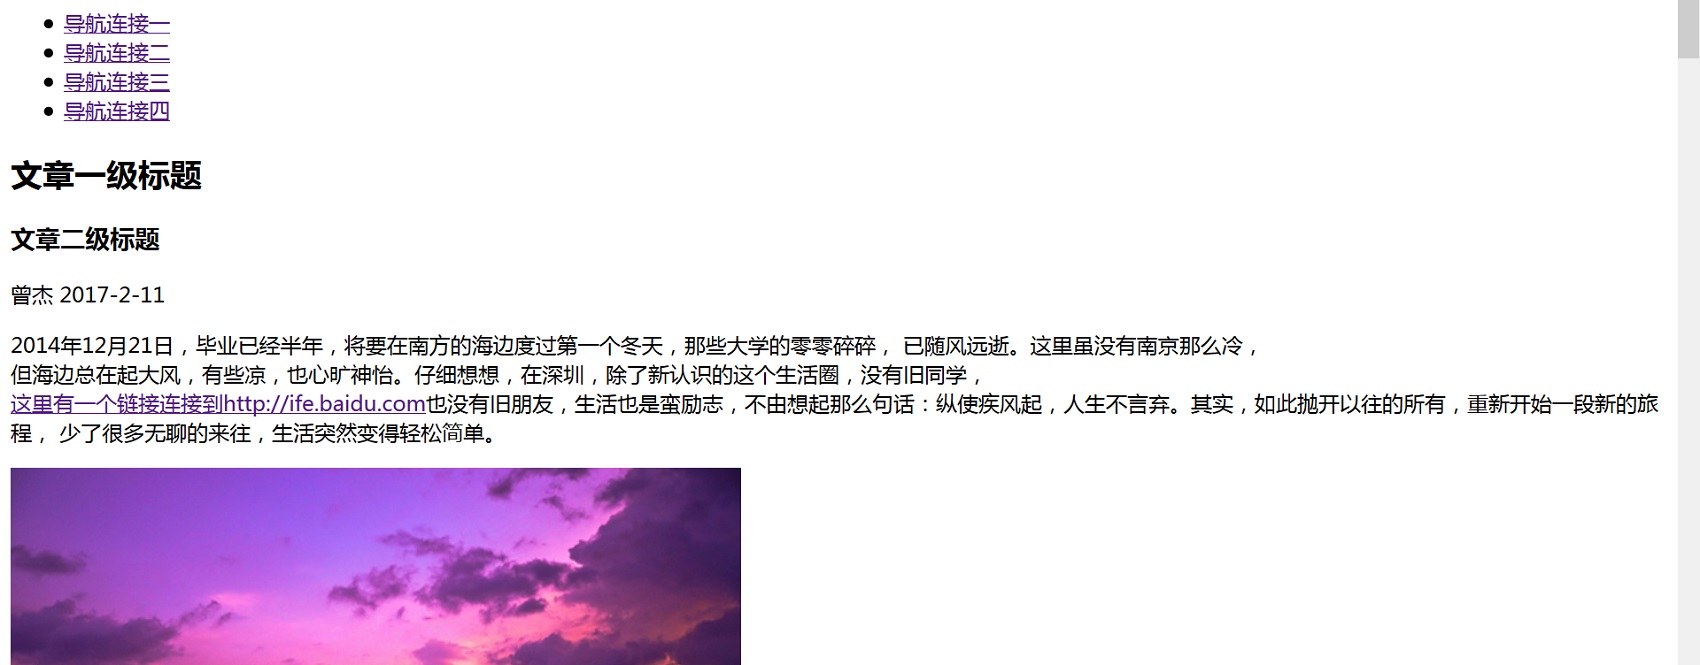 导航连接一
导航连接二
导航连接三
导航连接四
文章一级标题
文章二级标题
曾杰 2017-2-11
2014年12月21日，毕业已经半年，将要在南方的海边度过第一个冬天，那些大学的零零碎碎， 已随风远逝。这里虽没有南京那么冷，
但海边总在起大风，有些凉，也心旷神怡。仔细想想，在深圳，除了新认识的这个生活圈，没有旧同学，
这里有一个链接连接到http://ife.baidu.com也没有旧朋友，生活也是蛮励志，不由想起那么句话：纵使疾风起，人生不言弃。其实，如此抛开以往的所有，重新开始一段新的旅
程， 少了很多无聊的来往，生活突然变得轻松简单。